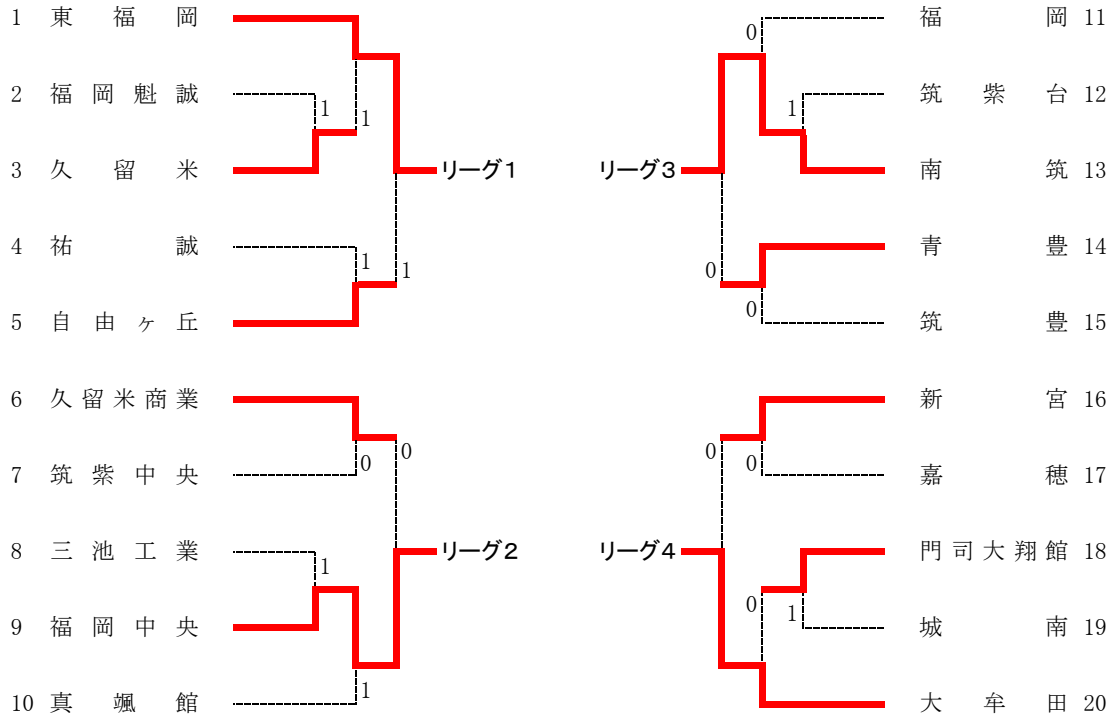 1 東福岡
2 福岡魁誠
1
1
3 久留米
リーグ1
4 祐誠
1
1
5 自由ヶ丘
6 久留米商業
0
0
7 筑紫中央
8 三池工業
1
リーグ2
9 福岡中央
1
10 真颯館
福岡 11
0
筑紫台 12
1
リーグ3
南筑 13
青豊 14
0
0
筑豊 15
新宮 16
0
0
嘉穂 17
リーグ4
門司大翔館 18
0
1
城南 19
大牟田 20